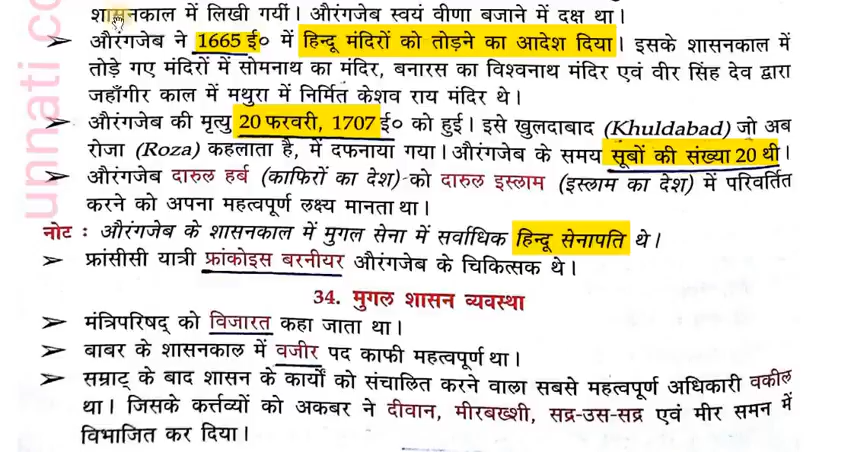 शासनकाल में लिखी गयीं। औरंगजेब स्वयं वीणा बजाने में दक्ष था।
➢ औरंगजेब ने 1665 ई० में हिन्दू मंदिरों को तोड़ने का आदेश दिया। इसके शासनकाल में
तोड़े गए मंदिरों में सोमनाथ का मंदिर, बनारस का विश्वनाथ मंदिर एवं वीर सिंह देव द्वारा
जहाँगीर काल में मथुरा में निर्मित केशव राय मंदिर थे।
➢ औरंगजेब की मृत्यु 20 फरवरी, 1707 ई० को हुई। इसे खुलदाबाद (Khuldabad) जो अब
रोजा (Roza) कहलाता है, में दफनाया गया। औरंगजेब के समय सूबों की संख्या 20 थी।
➢ औरंगजेब दारुल हर्ब (काफिरों का देश) को दारुल इस्लाम (इस्लाम का देश) में परिवर्तित
करने को अपना महत्वपूर्ण लक्ष्य मानता था।
नोट : औरंगजेब के शासनकाल में मुगल सेना में सर्वाधिक हिन्दू सेनापति थे।
➢ फ्रांसीसी यात्री फ्रांकोइस बरनीयर औरंगजेब के चिकित्सक थे।
34. मुगल शासन व्यवस्था
➢ मंत्रिपरिषद् को विजारत कहा जाता था।
➢ बाबर के शासनकाल में वजीर पद काफी महत्वपूर्ण था।
➢ सम्राट् के बाद शासन के कार्यों को संचालित करने वाला सबसे महत्वपूर्ण अधिकारी वकील
था। जिसके कर्त्तव्यों को अकबर ने दीवान, मीरबख्शी, सद्र-उस-सद्र एवं मीर समन में
विभाजित कर दिया।
unnati.co